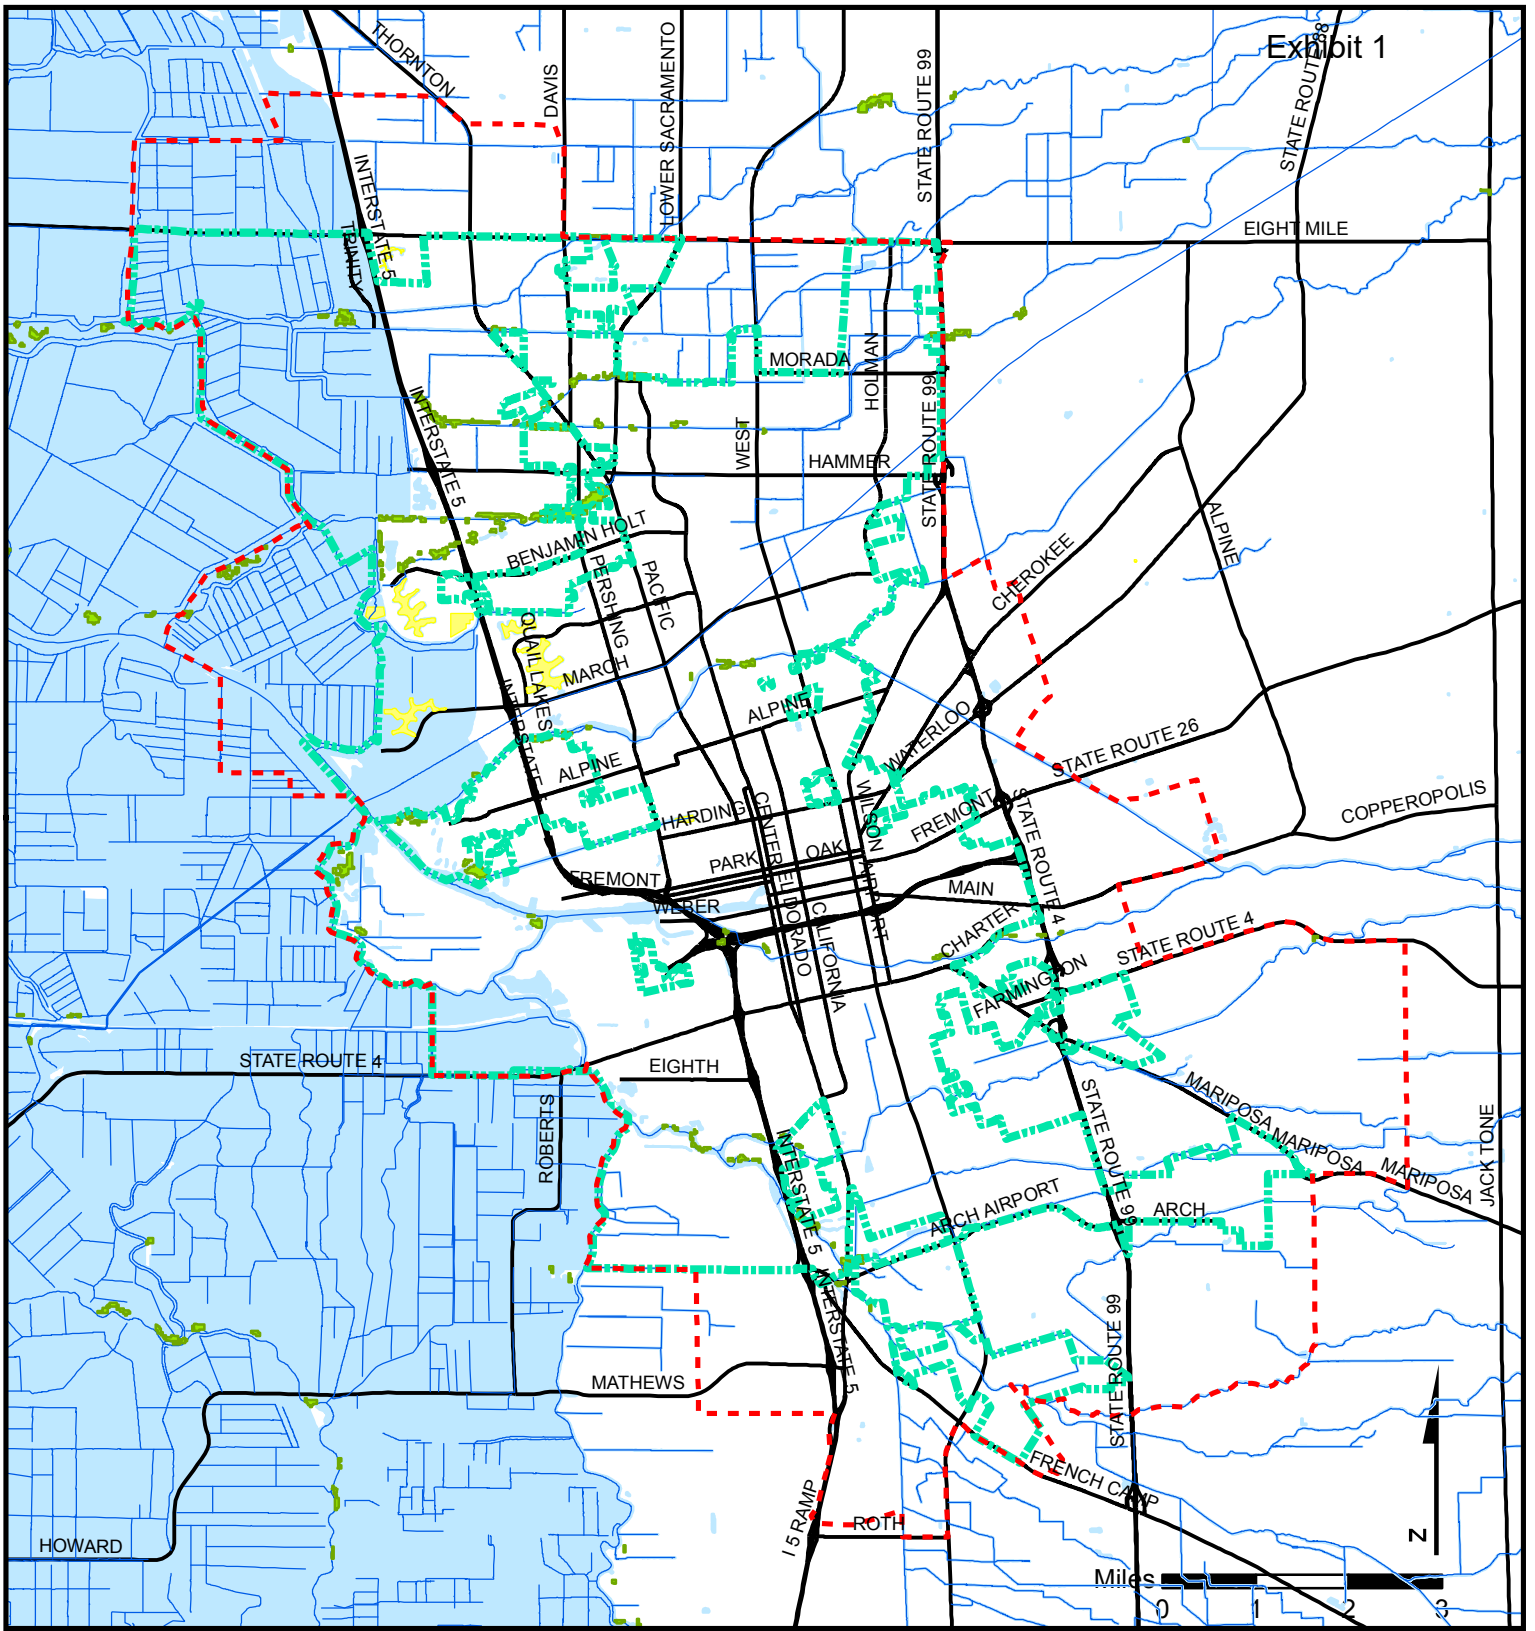 Exhibit 1
THORNTON
DAVIS
LOWER SACRAMENTO
STATE ROUTE 99
STATE ROUTE 88
INTERSTATE 5
TRINITY
EIGHT MILE
MORADA
HOLMAN
INTERSTATE 5
WEST
HAMMER
STATE ROUTE 99
BENJAMIN HOLT
ALPINE
CHEROKEE
PERSHING
PACIFIC
QUAIL LAKES
MARCH
INTERSTATE
ALPINE
WATERLOO
STATE ROUTE 26
ALPINE
HARDING
CENTER
WILSON
FREMONT
STATE ROUTE 4
COPPEROPOLIS
PARK
OAK
FREMONT
EL DORADO
AIRPORT
MAIN
WEBER
CALIFORNIA
CHARTER
STATE ROUTE 4
FARMINGTON
STATE ROUTE 4
EIGHTH
ROBERTS
MARIPOSA
MARIPOSA
MARIPOSA
JACK TONE
STATE ROUTE 99
INTERSTATE 5
ARCH AIRPORT
ARCH
INTERSTATE 5
STATE ROUTE 99
MATHEWS
FRENCH CAMP
I 5 RAMP
ROTH
HOWARD
N
Miles
0 1 2 3